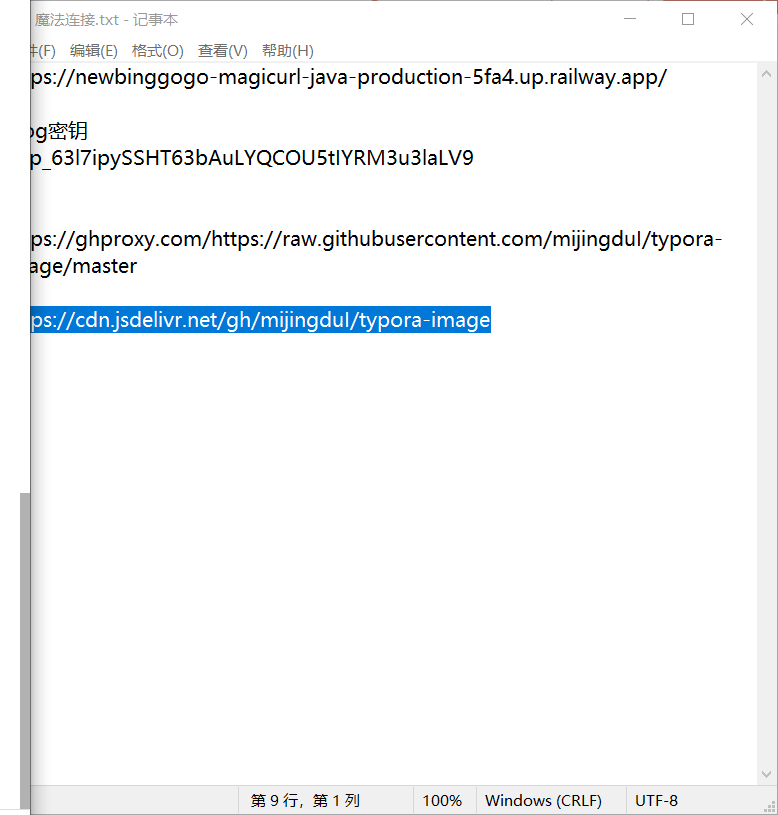 魔法连接.txt - 记事本
件(F) 编辑(E) 格式(O) 查看(V) 帮助(H)
ps://newbinggogo-magicurl-java-production-5fa4.up.railway.app/
og密钥
p_63l7ipySSHT63bAuLYQCOU5tIYRM3u3laLV9
ps://ghproxy.com/https://raw.githubusercontent.com/mijingduI/typora-
age/master
ps://cdn.jsdelivr.net/gh/mijingduI/typora-image
第 9 行，第 1 列 100% Windows (CRLF) UTF-8